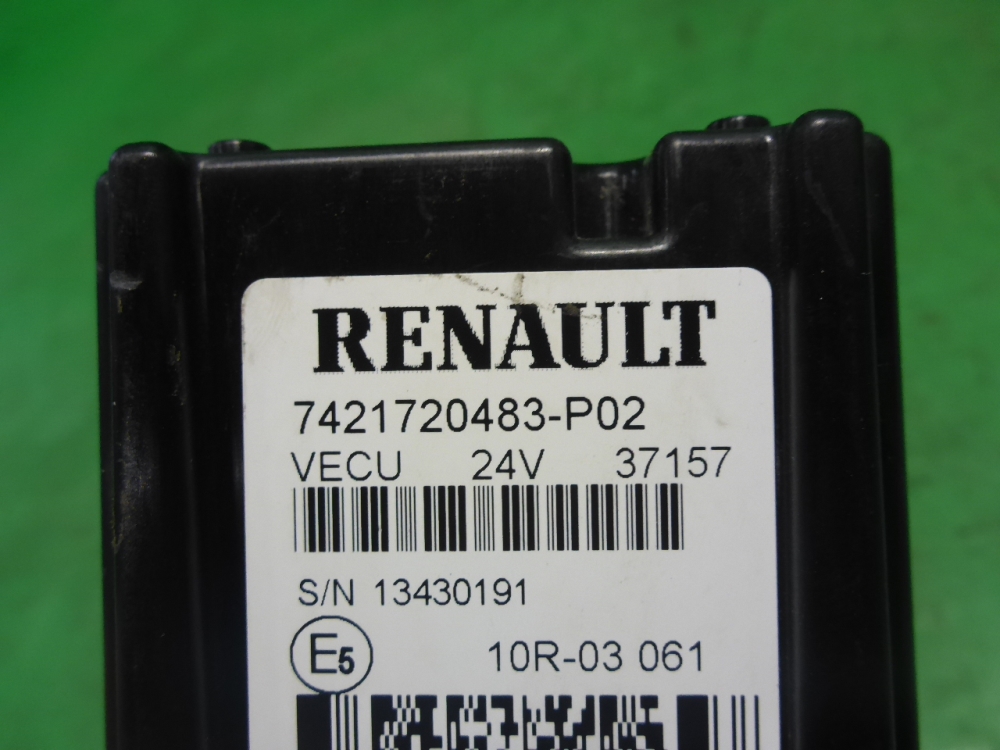 RENAULT
7421720483-P02
VECU 24V 37157
S/N 13430191
E5 10R-03 061